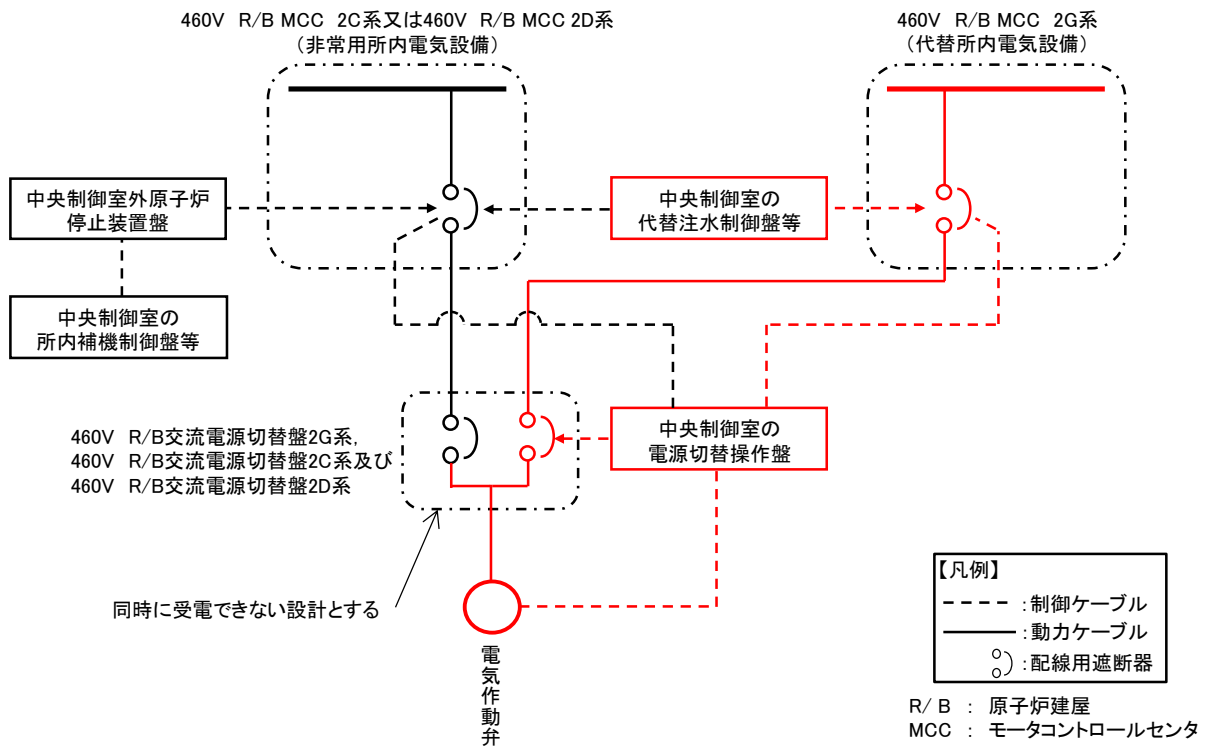 460V R/B MCC 2C系又は460V R/B MCC 2D系
（非常用所内電気設備）
460V R/B MCC 2G系
（代替所内電気設備）
中央制御室外原子炉
停止装置盤
中央制御室の
代替注水制御盤等
中央制御室の
所内補機制御盤等
460V R/B交流電源切替盤2G系，
460V R/B交流電源切替盤2C系及び
460V R/B交流電源切替盤2D系
中央制御室の
電源切替操作盤
同時に受電できない設計とする
電気作動弁
【凡例】
：制御ケーブル
：動力ケーブル
：配線用遮断器
R/ B ： 原子炉建屋
MCC ： モータコントロールセンタ